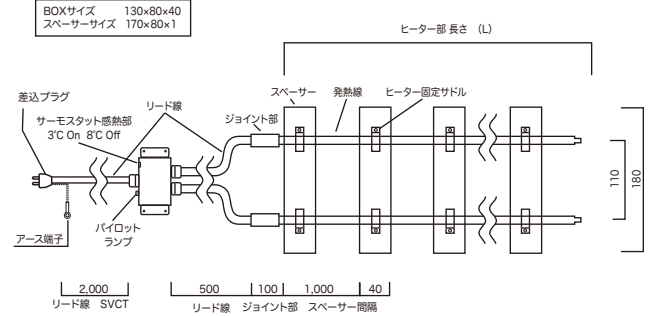 BOXサイズ 130×80×40
スペーサーサイズ 170×80×1
ヒーター部 長さ (L)
差込プラグ
リード線
スペーサー
発熱線
ヒーター固定サドル
サーモスタット感熱部
3℃ On 8℃ Off
ジョイント部
パイロット
ランプ
アース端子
110
180
2,000
500
100
1,000
40
リード線 SVCT
リード線
ジョイント部
スペーサー間隔